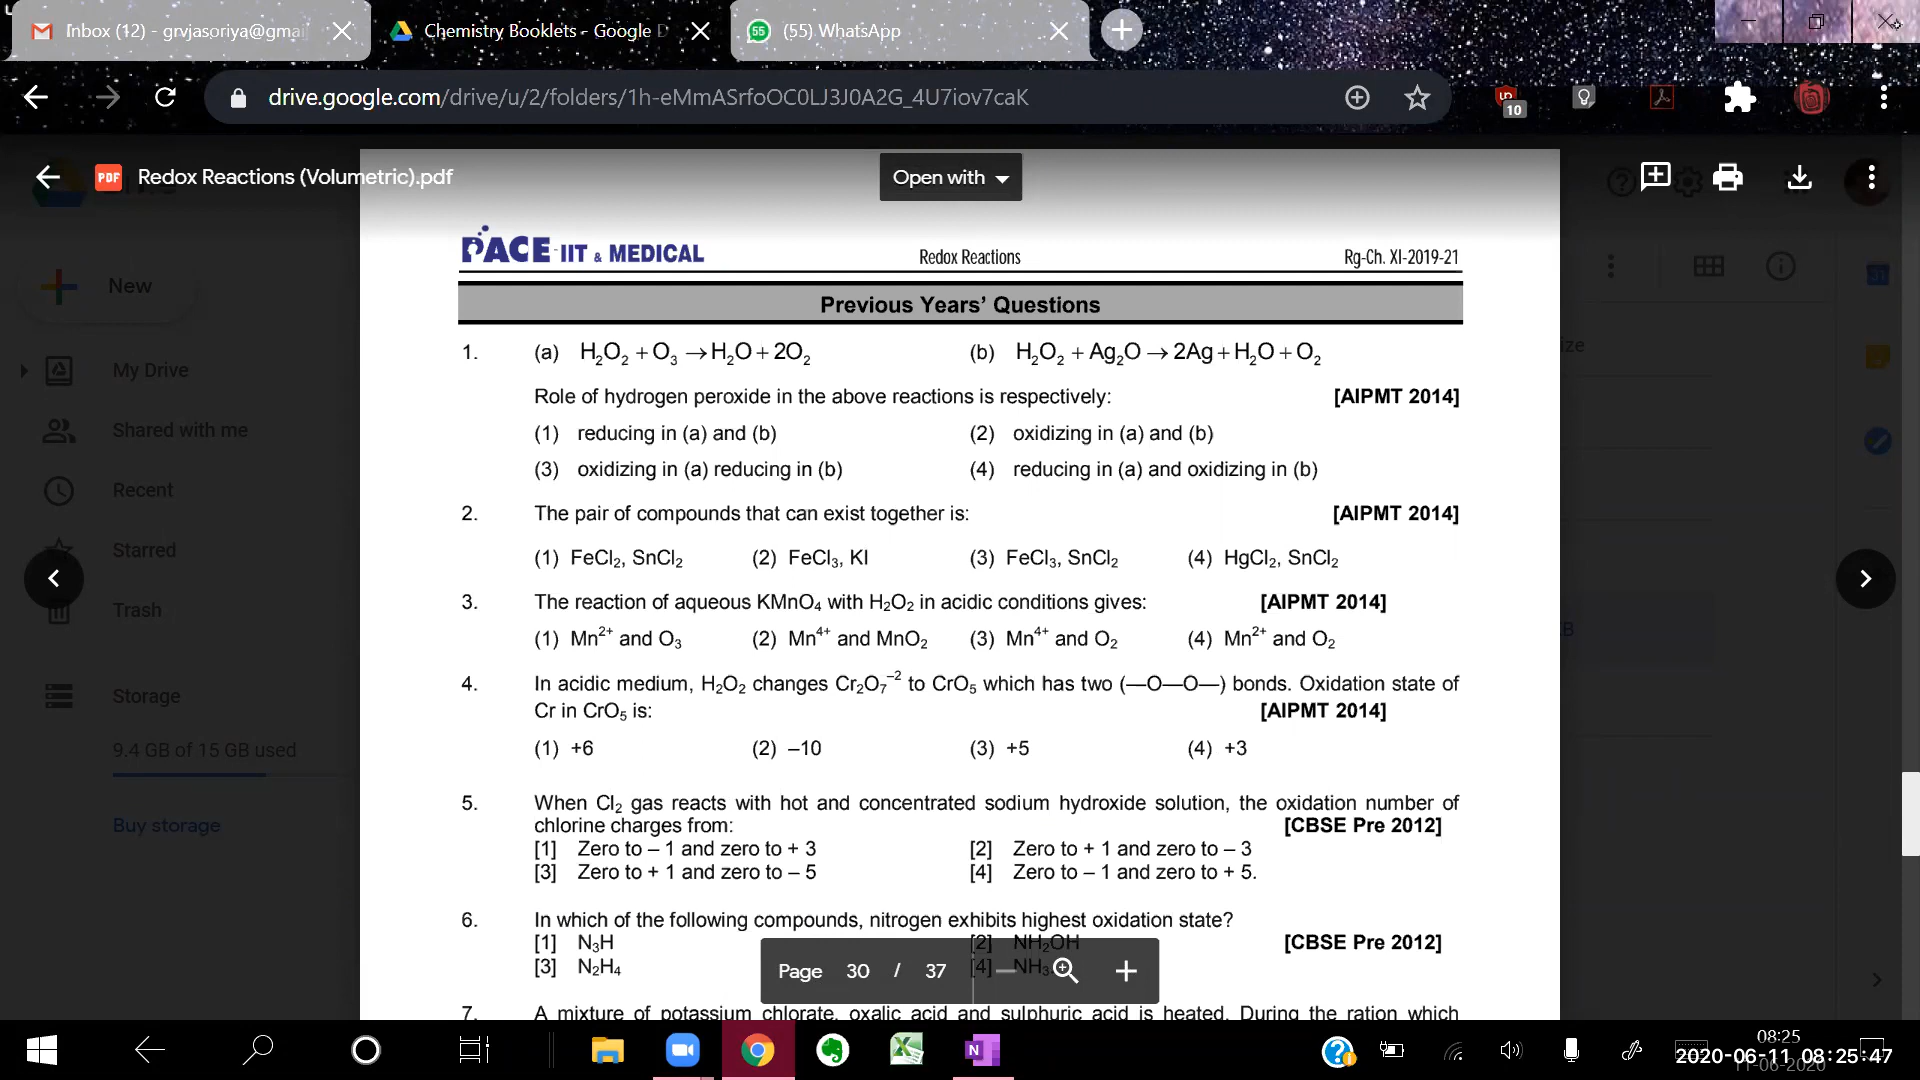 Inbox (12) - grvjasoriya@gmai
Chemistry Booklets - Google D
(55) WhatsApp
drive.google.com/drive/u/2/folders/1h-eMmASrfoOC0LJ3J0A2G_4U7iov7caK
10
PDF Redox Reactions (Volumetric).pdf
Open with
New
My Drive
Shared with me
Recent
Starred
Trash
Storage
9.4 GB of 15 GB used
Buy storage
PACE-IIT & MEDICAL Redox Reactions Rg-Ch. XI-2019-21
Previous Years' Questions
1. (a) H₂O₂ + O₃ → H₂O + 2O₂ (b) H₂O₂ + Ag₂O → 2Ag + H₂O + O₂
Role of hydrogen peroxide in the above reactions is respectively: [AIPMT 2014]
(1) reducing in (a) and (b) (2) oxidizing in (a) and (b)
(3) oxidizing in (a) reducing in (b) (4) reducing in (a) and oxidizing in (b)
2. The pair of compounds that can exist together is: [AIPMT 2014]
(1) FeCl₂, SnCl₂ (2) FeCl₃, KI (3) FeCl₃, SnCl₂ (4) HgCl₂, SnCl₂
3. The reaction of aqueous KMnO₄ with H₂O₂ in acidic conditions gives: [AIPMT 2014]
(1) Mn²⁺ and O₃ (2) Mn⁴⁺ and MnO₂ (3) Mn⁴⁺ and O₂ (4) Mn²⁺ and O₂
4. In acidic medium, H₂O₂ changes Cr₂O₇⁻² to CrO₅ which has two (—O—O—) bonds. Oxidation state of
Cr in CrO₅ is: [AIPMT 2014]
(1) +6 (2) –10 (3) +5 (4) +3
5. When Cl₂ gas reacts with hot and concentrated sodium hydroxide solution, the oxidation number of
chlorine charges from: [CBSE Pre 2012]
[1] Zero to – 1 and zero to + 3 [2] Zero to + 1 and zero to – 3
[3] Zero to + 1 and zero to – 5 [4] Zero to – 1 and zero to + 5.
6. In which of the following compounds, nitrogen exhibits highest oxidation state?
[1] N₃H [2] NH₂OH [CBSE Pre 2012]
[3] N₂H₄ [4] NH₃
Page 30 / 37
7. A mixture of potassium chlorate, oxalic acid and sulphuric acid is heated. During the ration which
08:25
2020-06-11 08:25:47
11-06-2020